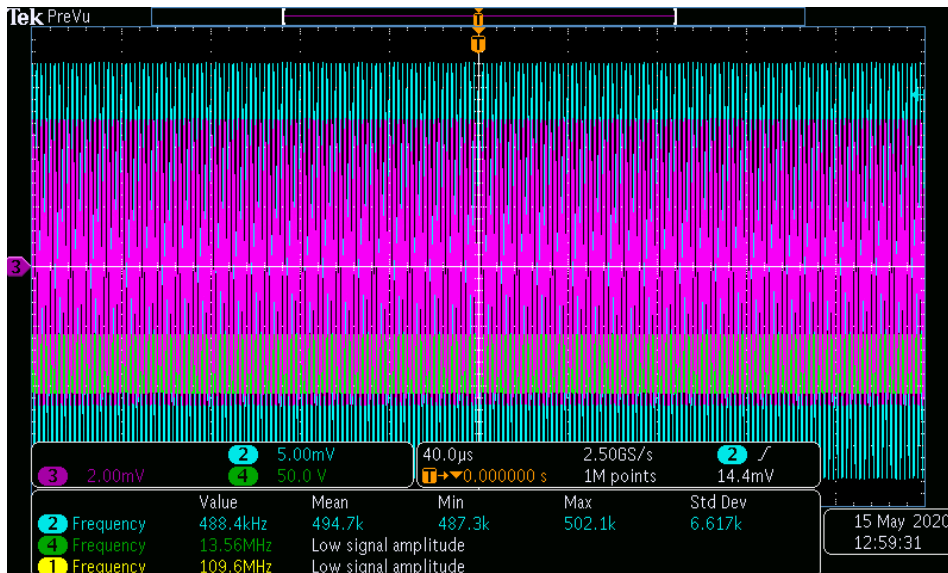 Tek PreVu
T
T
3
2 5.00mV
3 2.00mV 4 50.0 V
40.0µs 2.50GS/s 2
T→▼0.000000 s 1M points 14.4mV
Value Mean Min Max Std Dev
2 Frequency 488.4kHz 494.7k 487.3k 502.1k 6.617k
4 Frequency 13.56MHz Low signal amplitude
1 Frequency 109.6MHz Low signal amplitude
15 May 2020
12:59:31